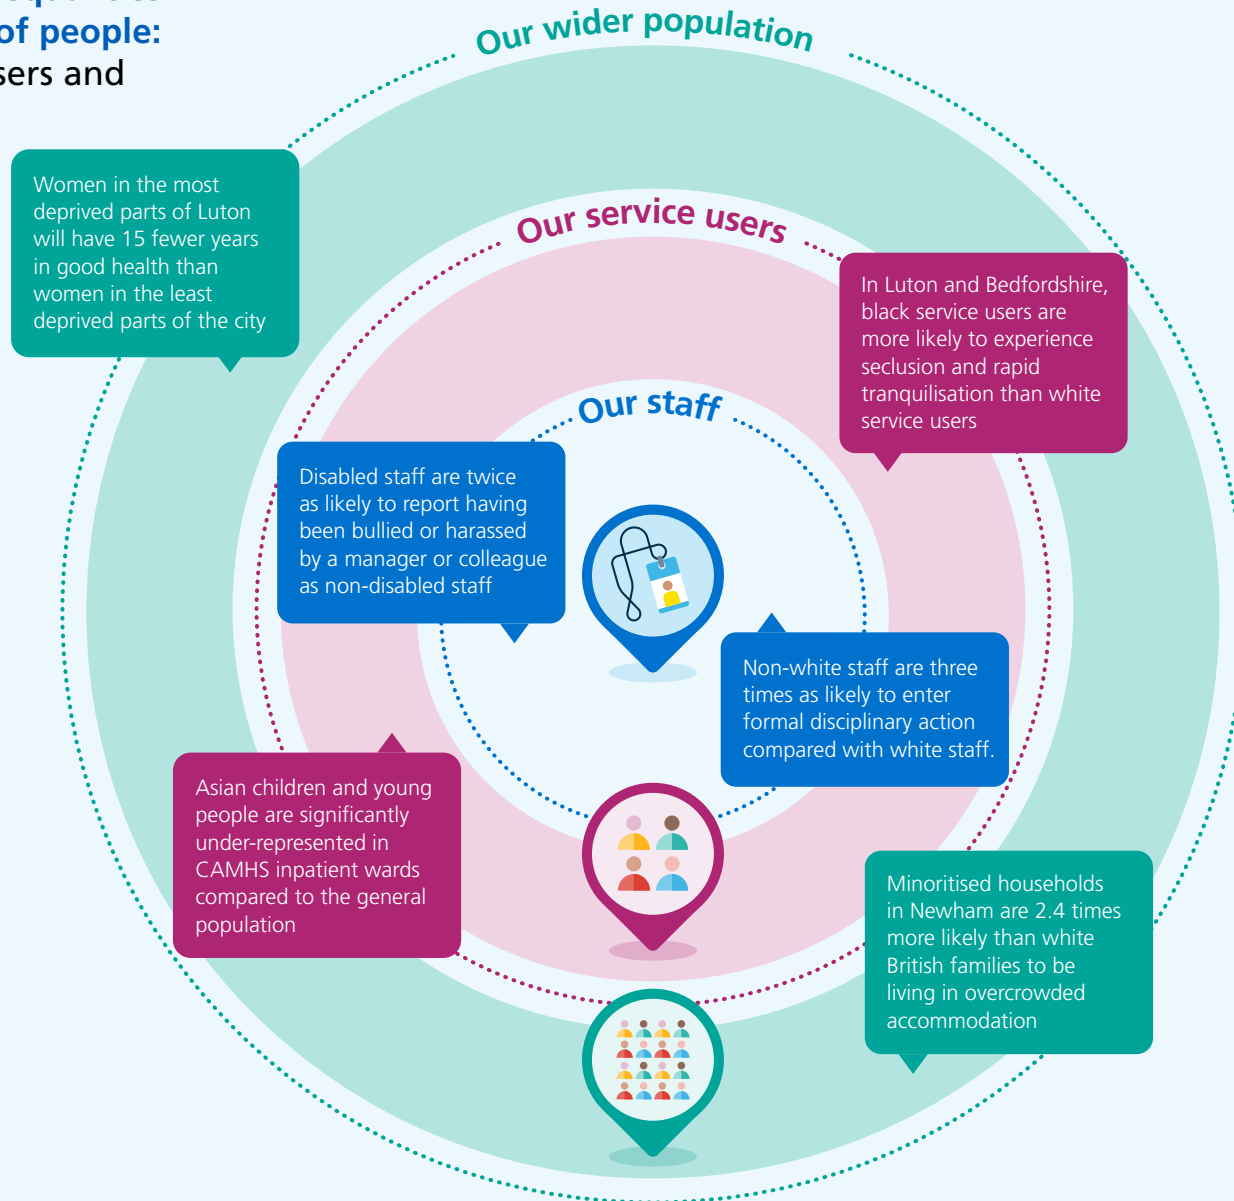 of people:
sers and
Our wider population
Women in the most
deprived parts of Luton
will have 15 fewer years
in good health than
women in the least
deprived parts of the city
Our service users
In Luton and Bedfordshire,
black service users are
more likely to experience
seclusion and rapid
tranquilisation than white
service users
Our staff
Disabled staff are twice
as likely to report having
been bullied or harassed
by a manager or colleague
as non-disabled staff
Non-white staff are three
times as likely to enter
formal disciplinary action
compared with white staff.
Asian children and young
people are significantly
under-represented in
CAMHS inpatient wards
compared to the general
population
Minoritised households
in Newham are 2.4 times
more likely than white
British families to be
living in overcrowded
accommodation